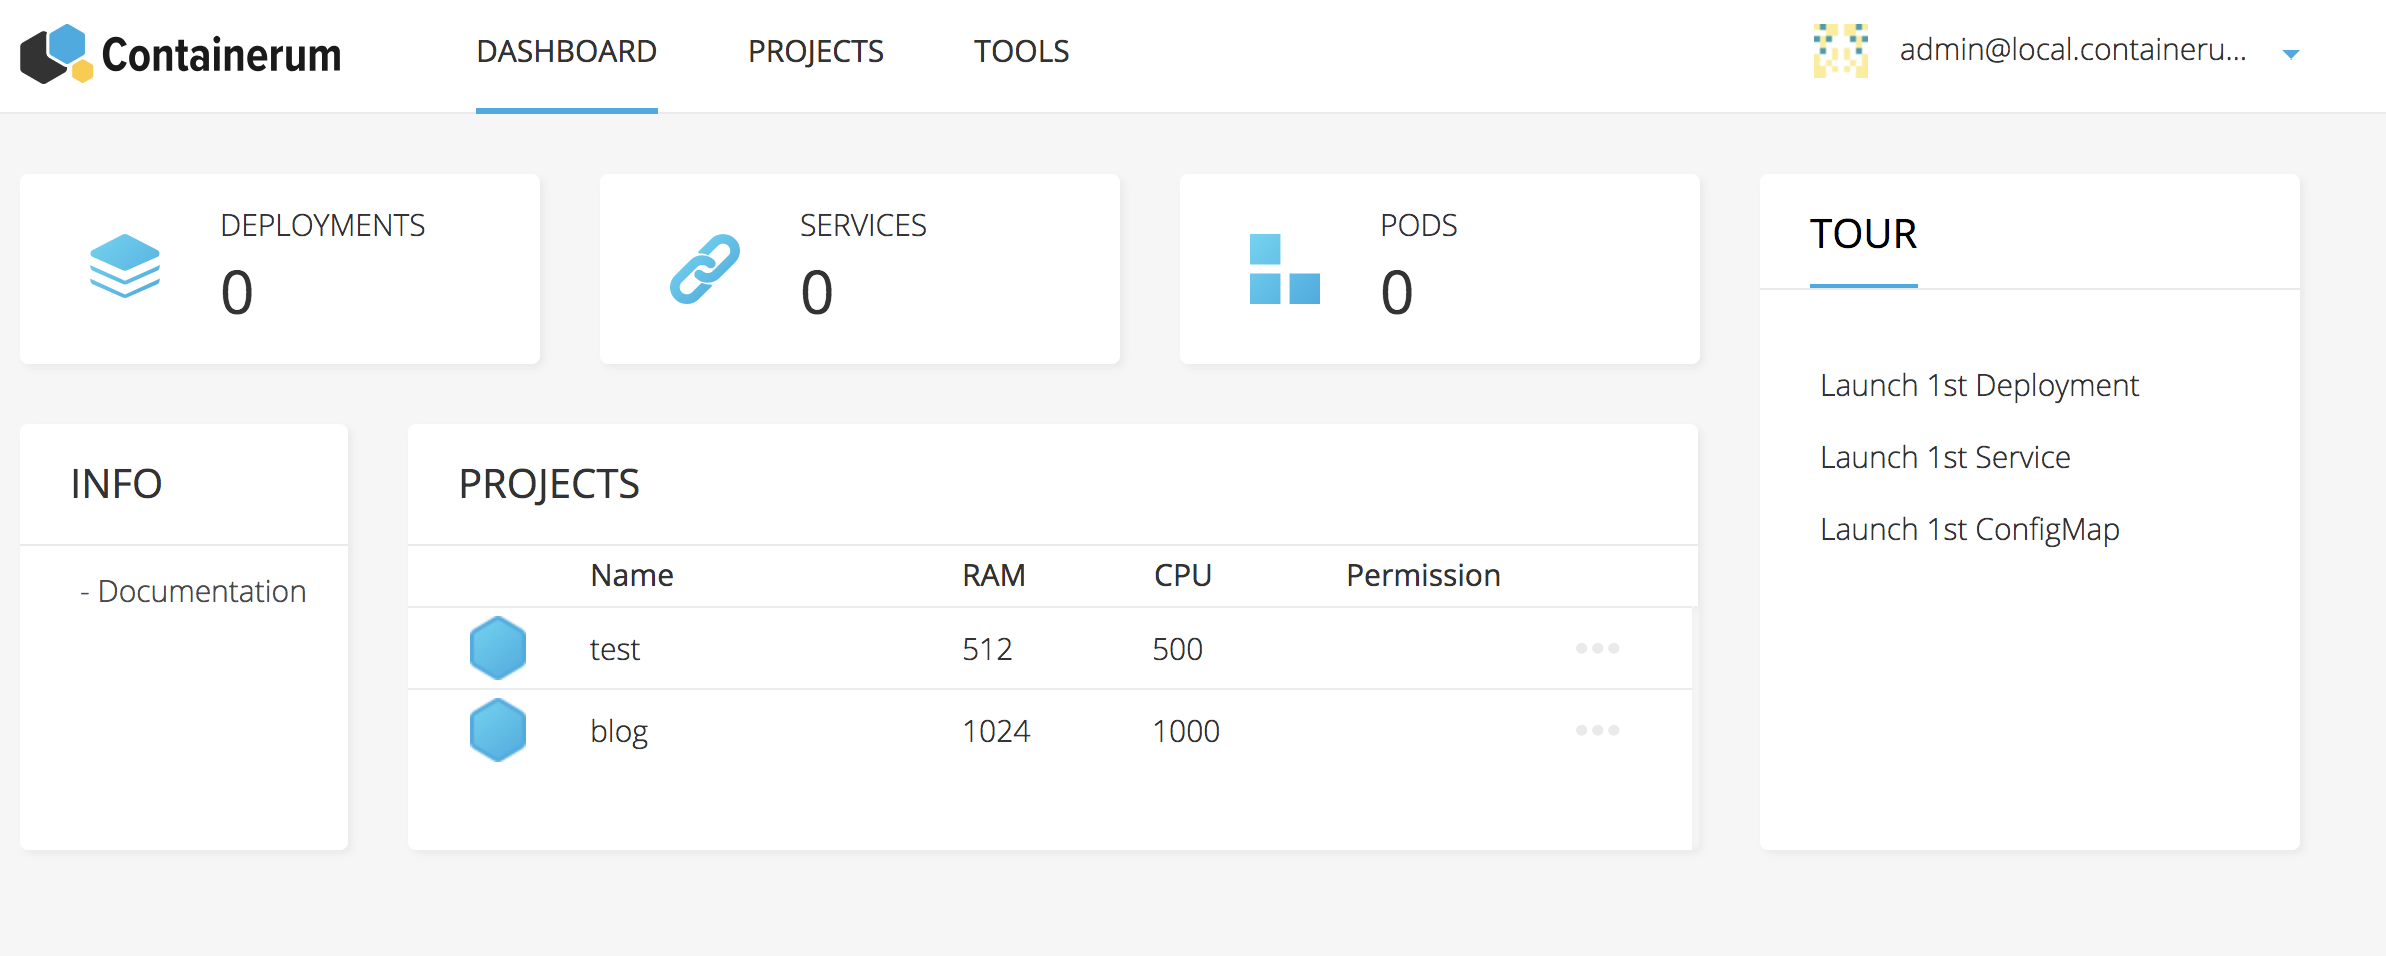 Containerum
DASHBOARD PROJECTS TOOLS
admin@local.containeru...
DEPLOYMENTS
0
SERVICES
0
PODS
0
TOUR
Launch 1st Deployment
Launch 1st Service
Launch 1st ConfigMap
INFO
- Documentation
PROJECTS
Name RAM CPU Permission
test 512 500
blog 1024 1000